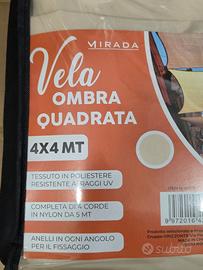 MIRADA
Vela
OMBRA
QUADRATA
4X4 MT
TESSUTO IN POLIESTERE
RESISTENTE AI RAGGI UV
COMPLETA DI 4 CORDE
IN NYLON DA 5 MT
ANELLI IN OGNI ANGOLO
PER IL FISSAGGIO
subito